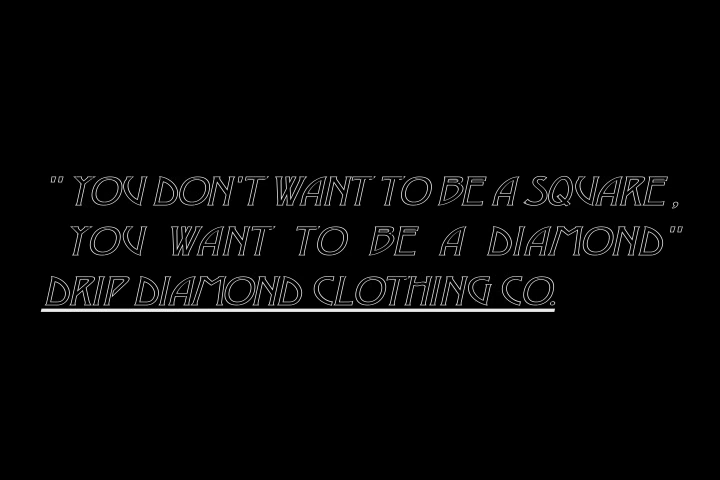 " YOU DON'T WANT TO BE A SQUARE,
YOU WANT TO BE A DIAMOND"
DRIP DIAMOND CLOTHING CO.